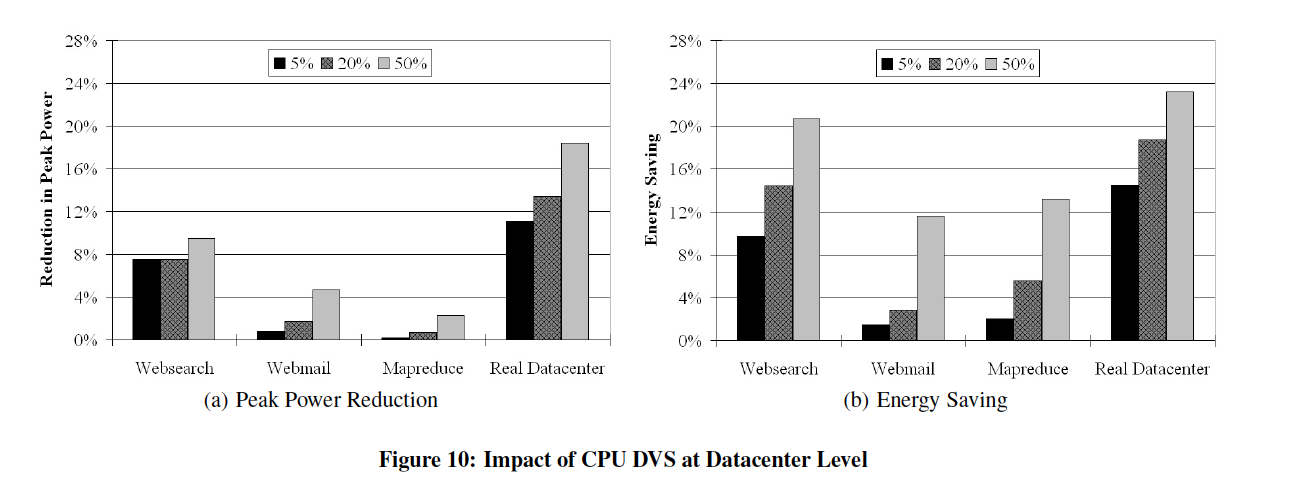 28%
24%
20%
16%
12%
8%
4%
0%
Reduction in Peak Power
5% 20% 50%
Websearch Webmail Mapreduce Real Datacenter
(a) Peak Power Reduction
28%
24%
20%
16%
12%
8%
4%
0%
Energy Saving
5% 20% 50%
Websearch Webmail Mapreduce Real Datacenter
(b) Energy Saving
Figure 10: Impact of CPU DVS at Datacenter Level